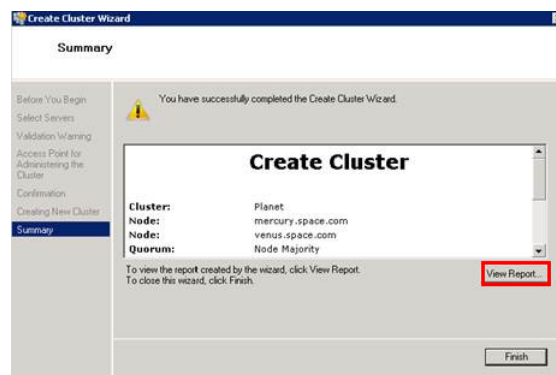 Create Cluster Wizard
Summary
Before You Begin
Select Servers
Validation Warning
Access Point for
Administering the
Cluster
Confirmation
Creating New Cluster
Summary
You have successfully completed the Create Cluster Wizard.
Create Cluster
Cluster: Planet
Node: mercury.space.com
Node: venus.space.com
Quorum: Node Majority
To view the report created by the wizard, click View Report.
To close this wizard, click Finish.
View Report...
Finish